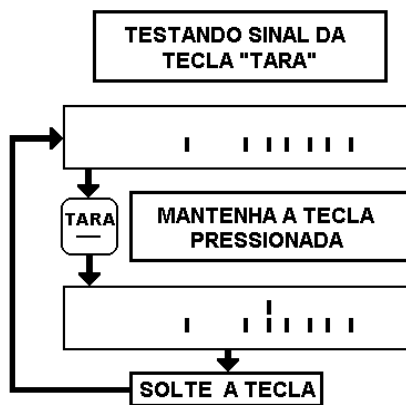 TESTANDO SINAL DA
TECLA "TARA"
TARA
MANTENHA A TECLA
PRESSIONADA
SOLTE A TECLA